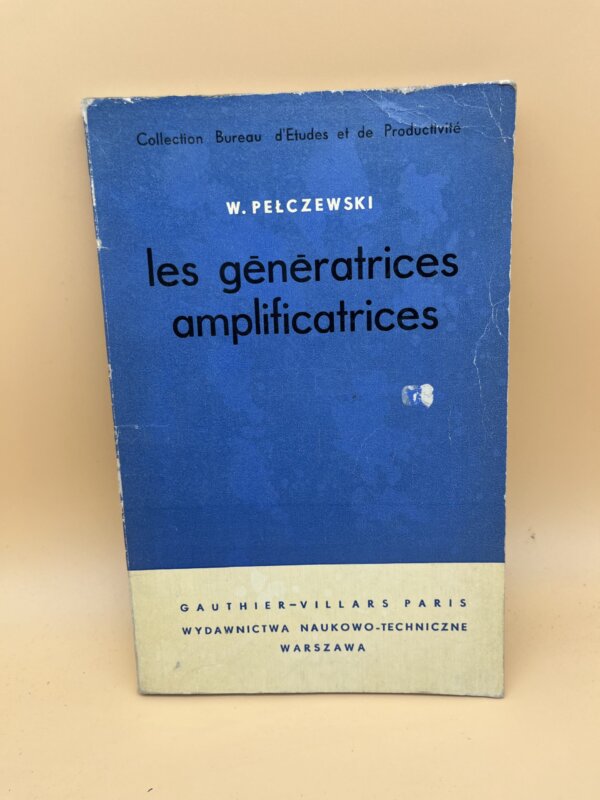 Collection Bureau d'Etudes et de Productivité
W. PEŁCZEWSKI
les génératrices
amplificatrices
GAUTHIER-VILLARS PARIS
WYDAWNICTWA NAUKOWO-TECHNICZNE
WARSZAWA